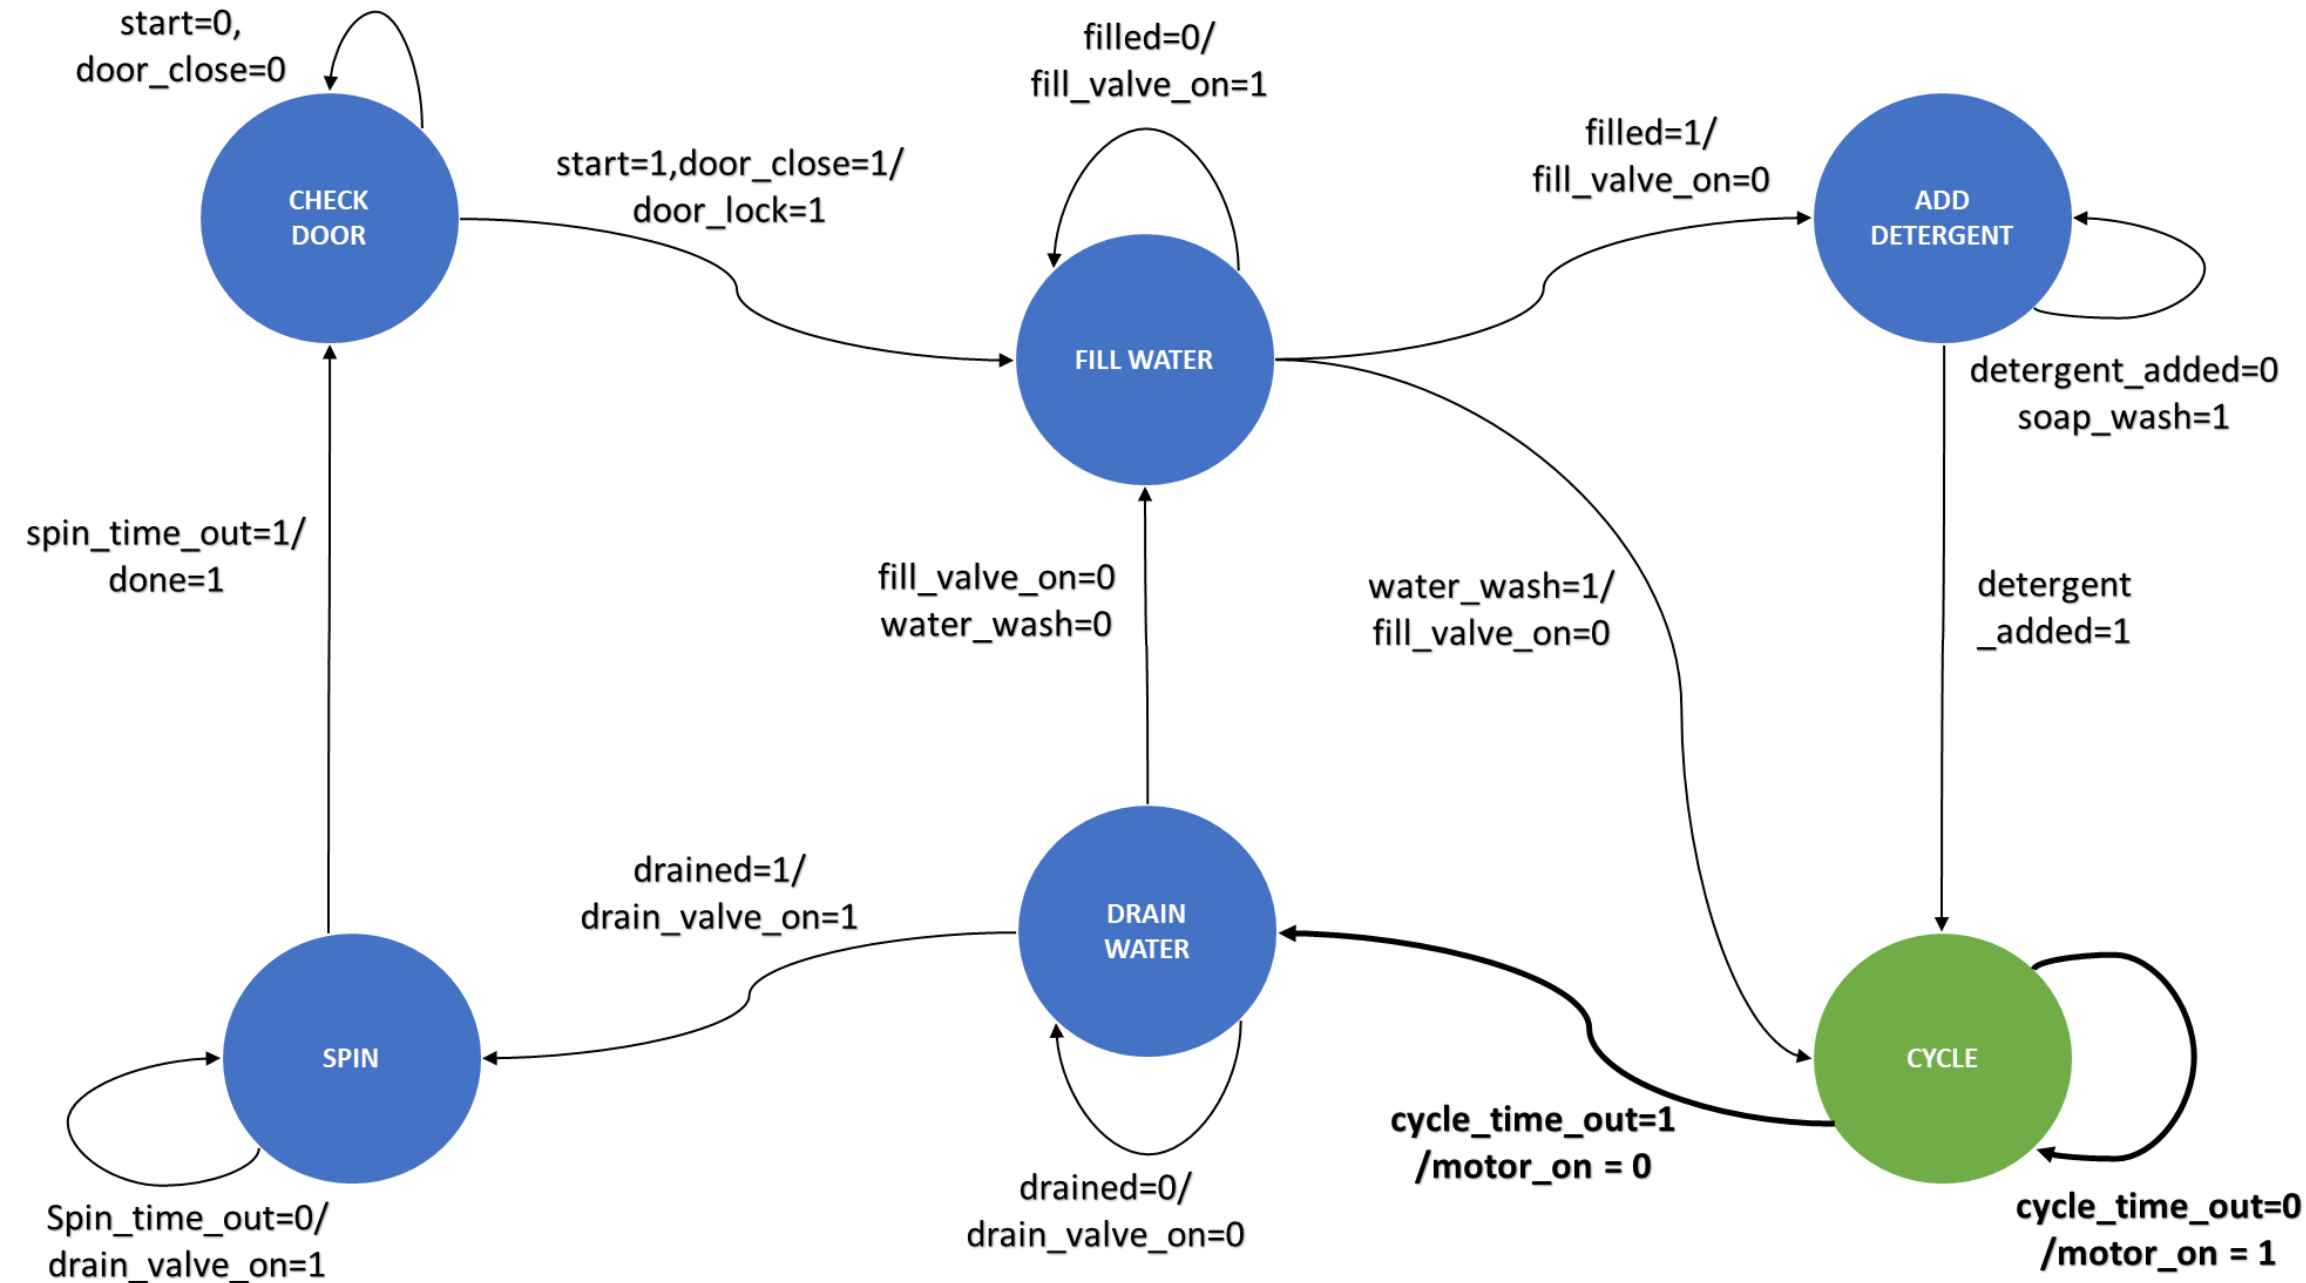 start=0,
door_close=0
filled=0/
fill_valve_on=1
filled=1/
fill_valve_on=0
start=1,door_close=1/
door_lock=1
CHECK
DOOR
ADD
DETERGENT
FILL WATER
detergent_added=0
soap_wash=1
spin_time_out=1/
done=1
fill_valve_on=0
water_wash=0
water_wash=1/
fill_valve_on=0
detergent
_added=1
drained=1/
drain_valve_on=1
DRAIN
WATER
SPIN
CYCLE
cycle_time_out=1
/motor_on = 0
drained=0/
drain_valve_on=0
Spin_time_out=0/
drain_valve_on=1
cycle_time_out=0
/motor_on = 1